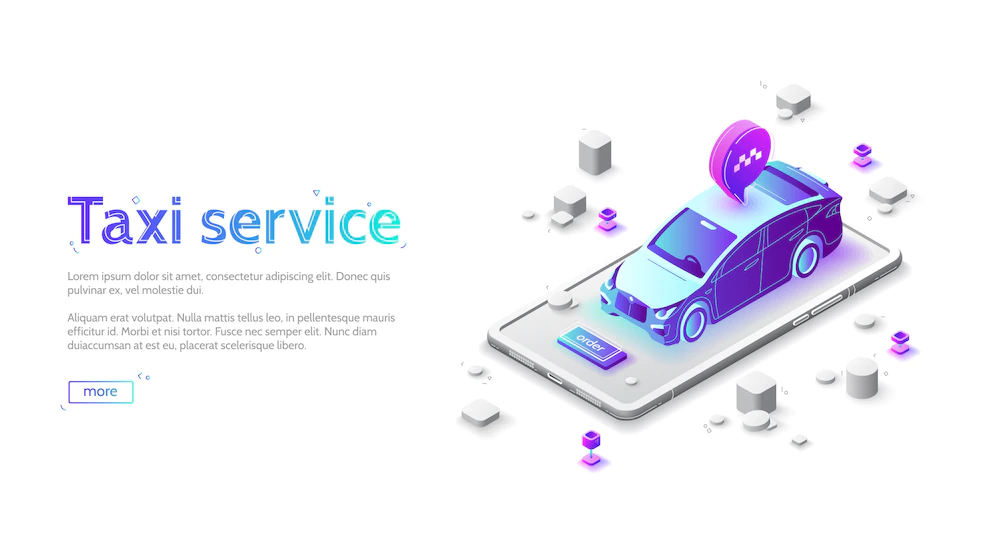 Taxi service
Lorem ipsum dolor sit amet, consectetur adipiscing elit. Donec quis
pulvinar ex, vel molestie dui.
Aliquam erat volutpat. Nulla mattis tellus leo, in pellentesque mauris
efficitur id. Morbi et nisi tortor. Fusce nec semper elit. Nunc diam
duiaccumsan at est eu, placerat scelerisque libero.
more
order